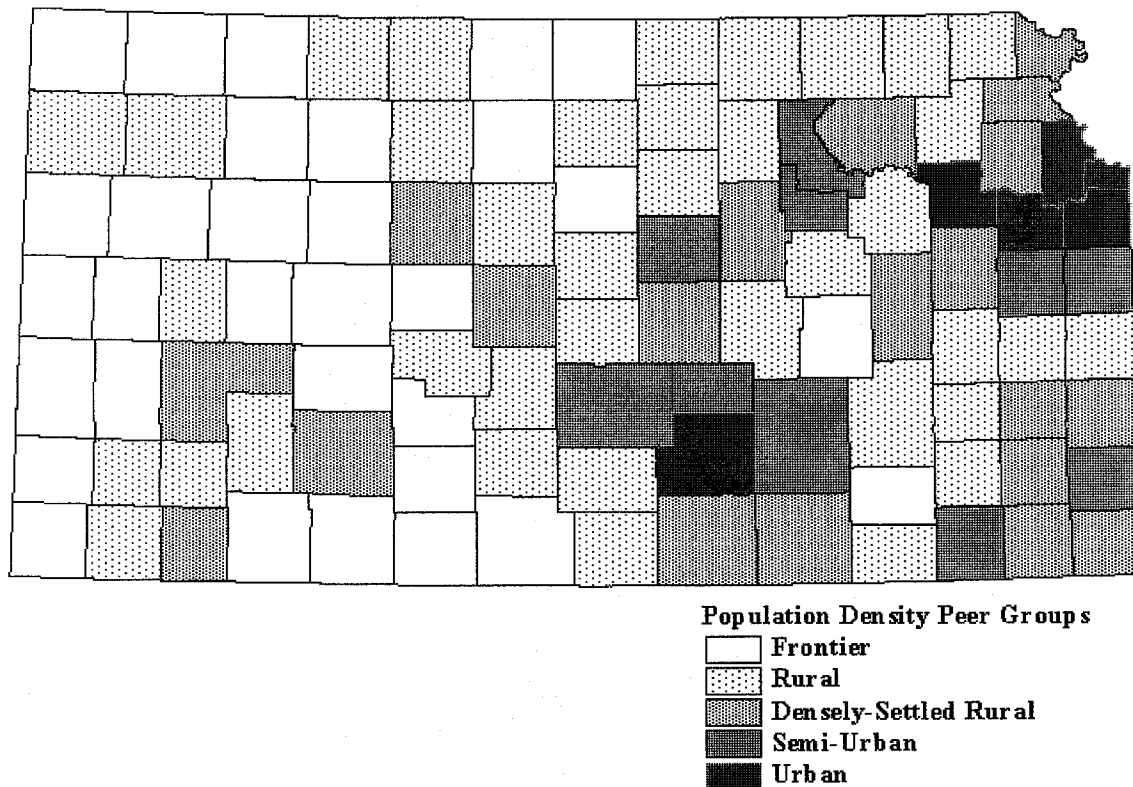 Population Density Peer Groups
Frontier
Rural
Densely-Settled Rural
Semi-Urban
Urban